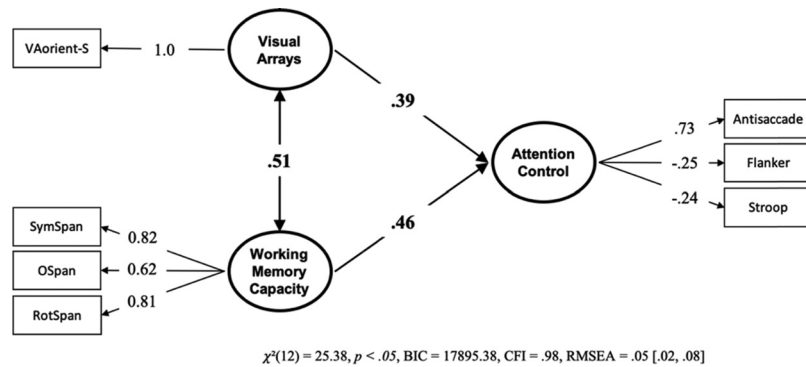 VAorient-S
1.0
Visual
Arrays
.39
.51
Attention
Control
.73
Antisaccade
-.25
Flanker
-.24
Stroop
.46
SymSpan
0.82
OSpan
0.62
RotSpan
0.81
Working
Memory
Capacity
χ²(12) = 25.38, p < .05, BIC = 17895.38, CFI = .98, RMSEA = .05 [.02, .08]